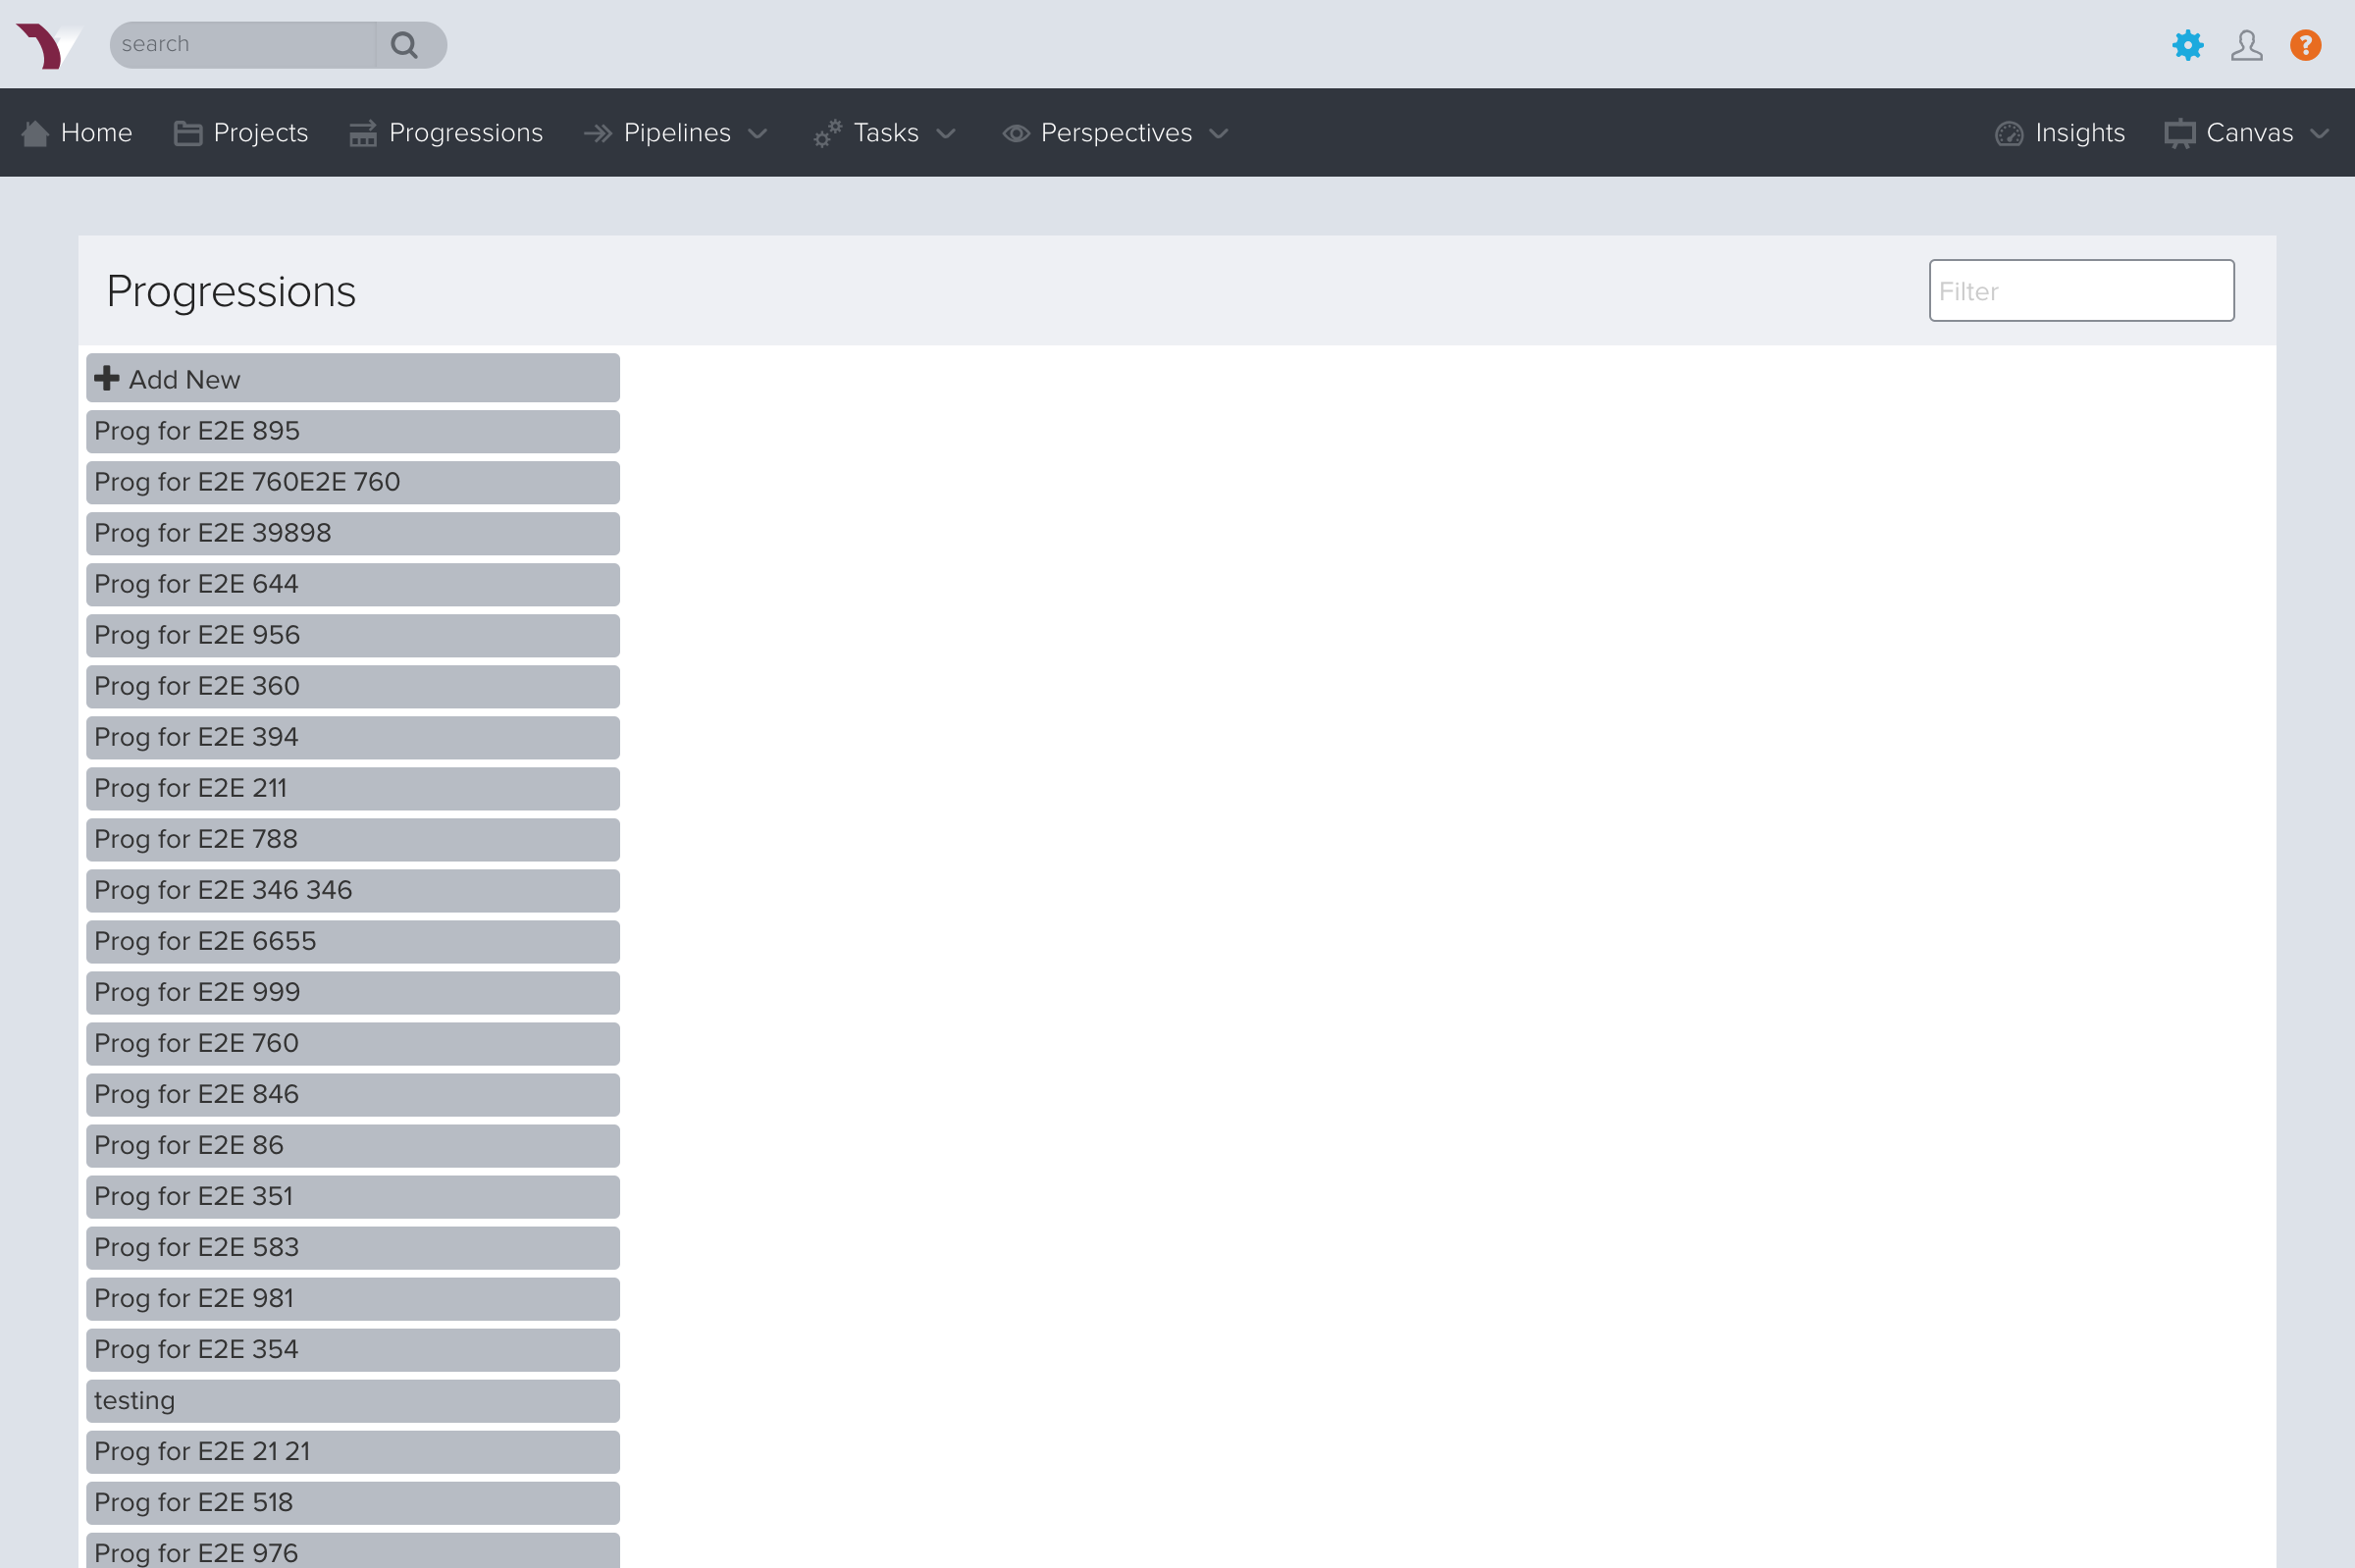 search
Home Projects Progressions Pipelines Tasks Perspectives Insights Canvas
Progressions
Filter
Add New
Prog for E2E 895
Prog for E2E 760E2E 760
Prog for E2E 39898
Prog for E2E 644
Prog for E2E 956
Prog for E2E 360
Prog for E2E 394
Prog for E2E 211
Prog for E2E 788
Prog for E2E 346 346
Prog for E2E 6655
Prog for E2E 999
Prog for E2E 760
Prog for E2E 846
Prog for E2E 86
Prog for E2E 351
Prog for E2E 583
Prog for E2E 981
Prog for E2E 354
testing
Prog for E2E 21 21
Prog for E2E 518
Prog for E2E 976